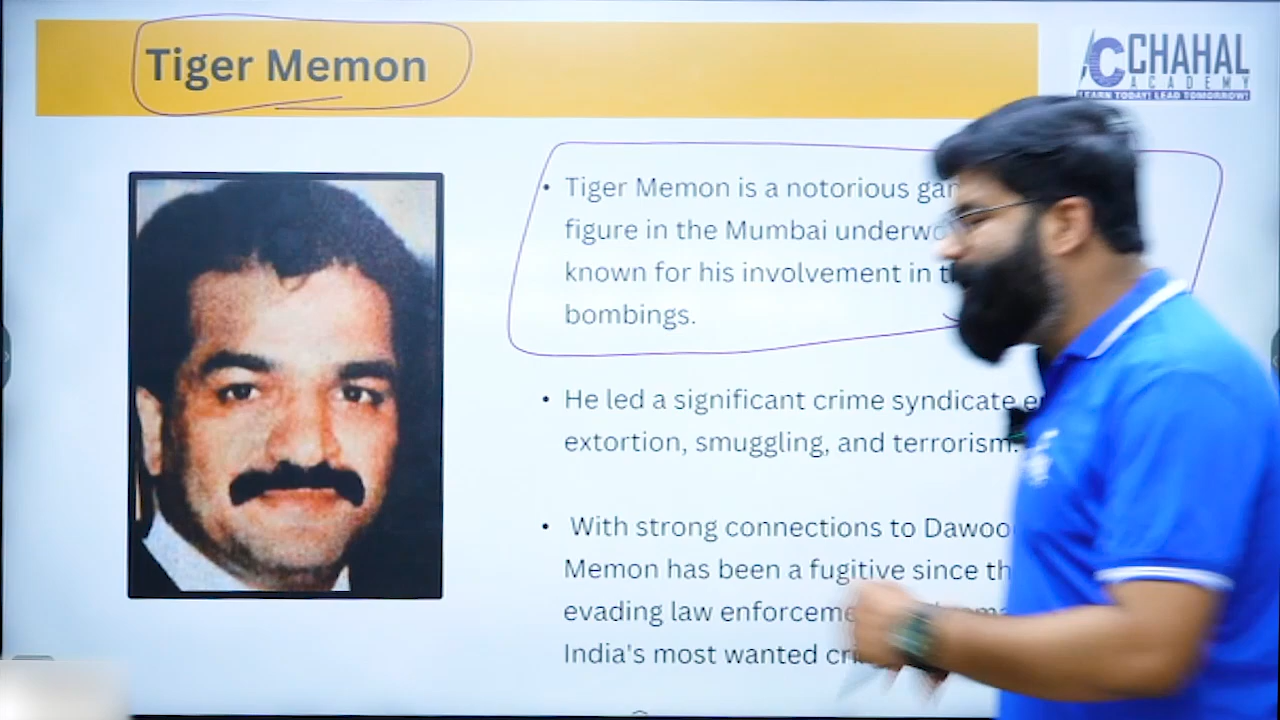 Tiger Memon
CHAHAL
ACADEMY
LEARN TODAY! LEAD TOMORROW!
• Tiger Memon is a notorious
figure in the Mumbai
known for his involvement in
bombings.
• He led a significant crime syndicate
extortion, smuggling, and terrorism.
• With strong connections to
Memon has been a fugitive since
evading law
India's most wanted